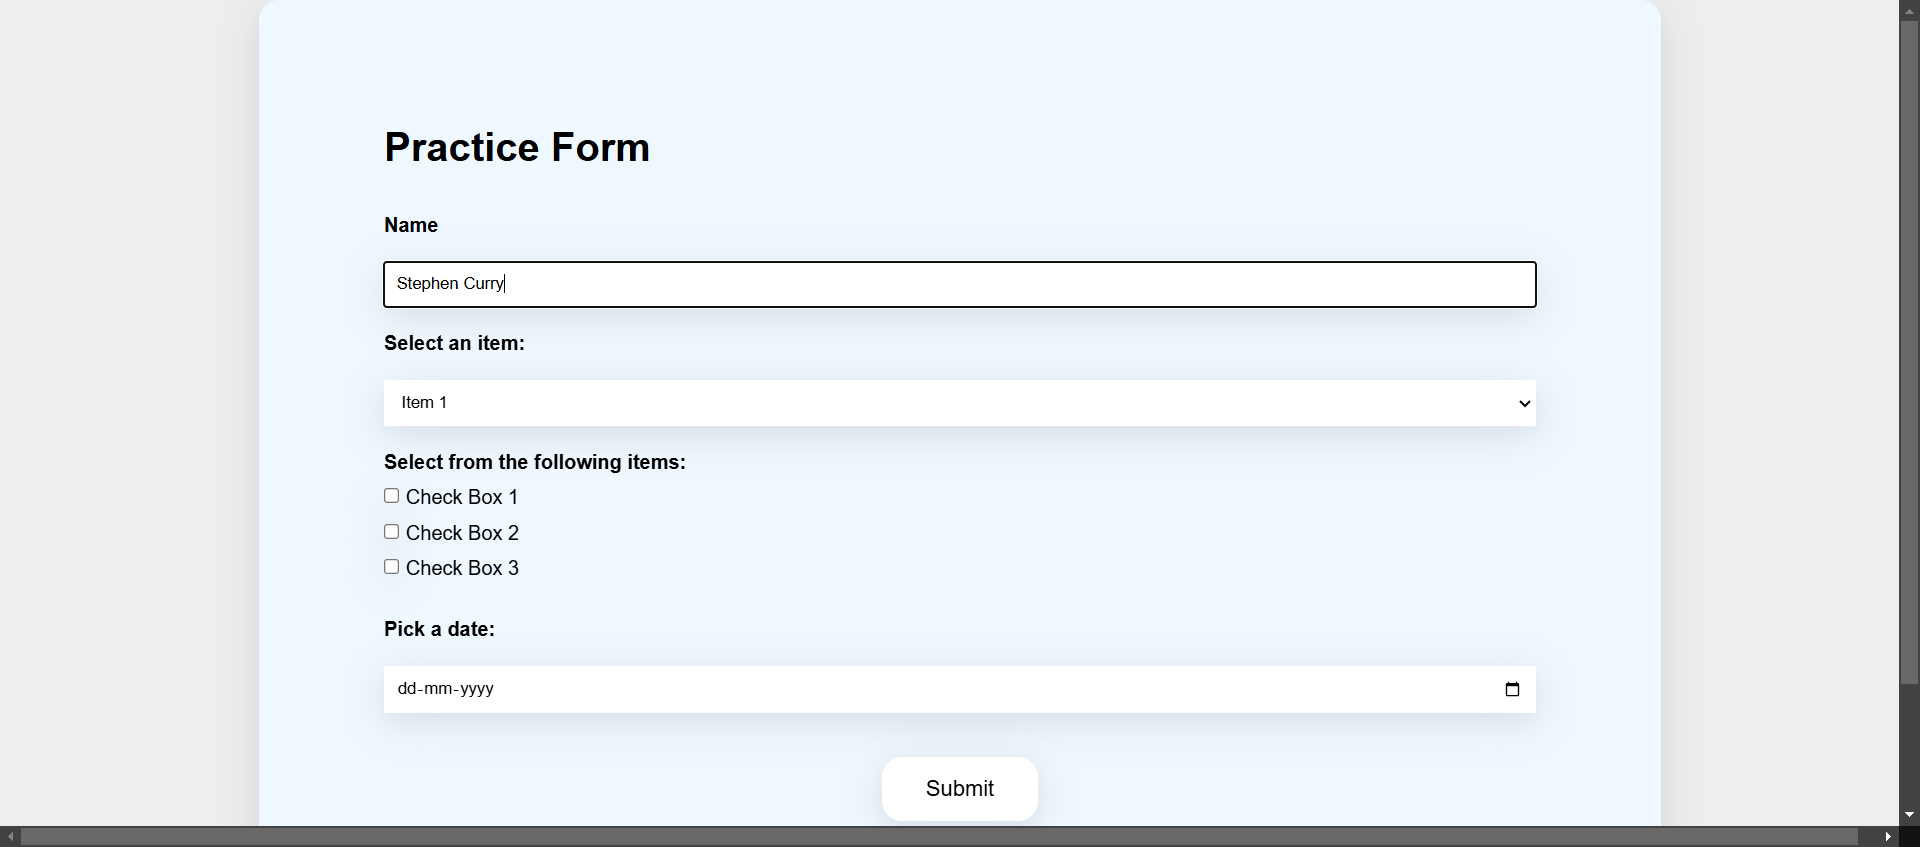 Practice Form
Name
Stephen Curry
Select an item:
Item 1
Select from the following items:
Check Box 1
Check Box 2
Check Box 3
Pick a date:
dd-mm-yyyy
Submit